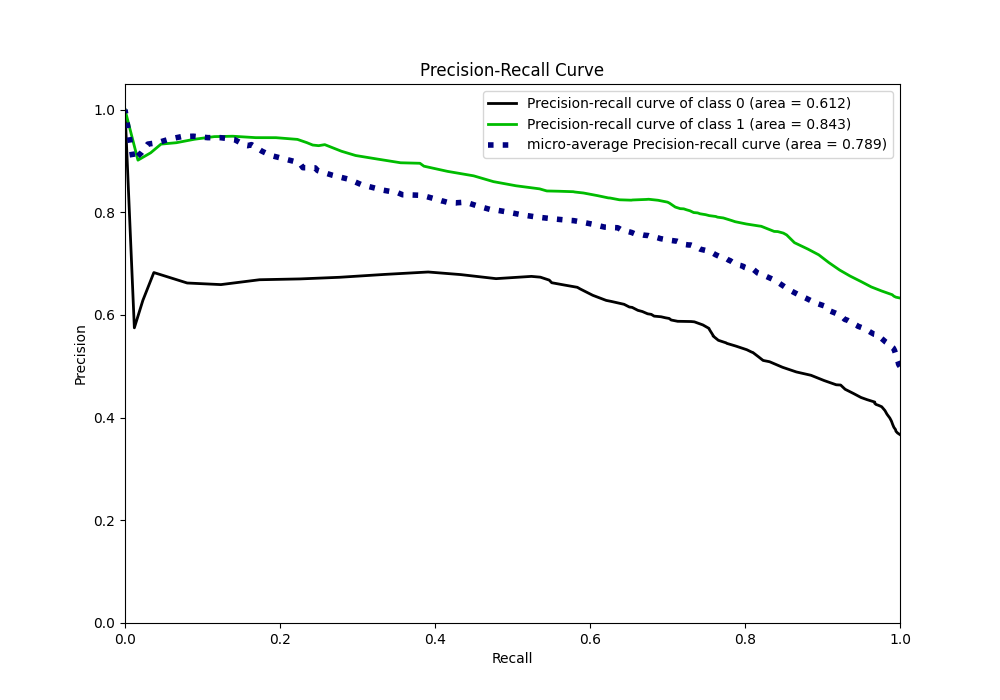 Precision-Recall Curve
Precision-recall curve of class 0 (area = 0.612)
Precision-recall curve of class 1 (area = 0.843)
micro-average Precision-recall curve (area = 0.789)
Precision
1.0
0.8
0.6
0.4
0.2
0.0
0.0 0.2 0.4 0.6 0.8 1.0
Recall